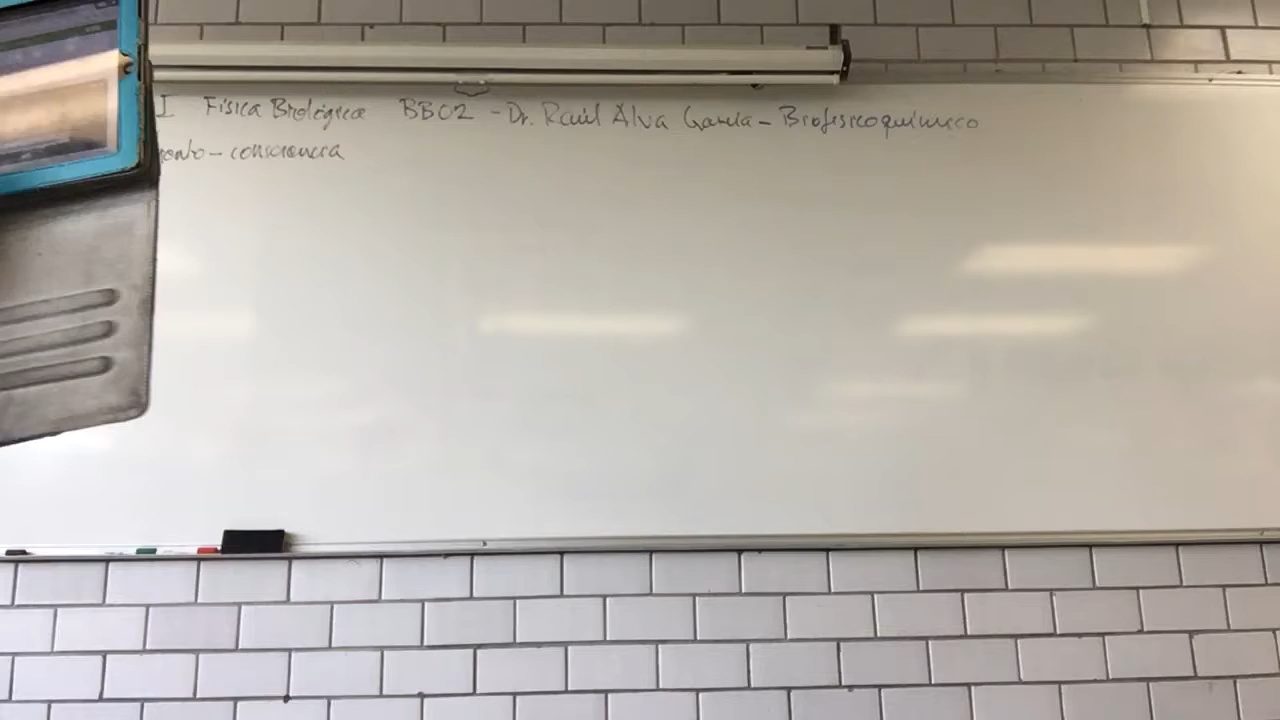 I Física Biológica BB02 - Dr. Raúl Alva García - Biofisicoquímico
- consciencia